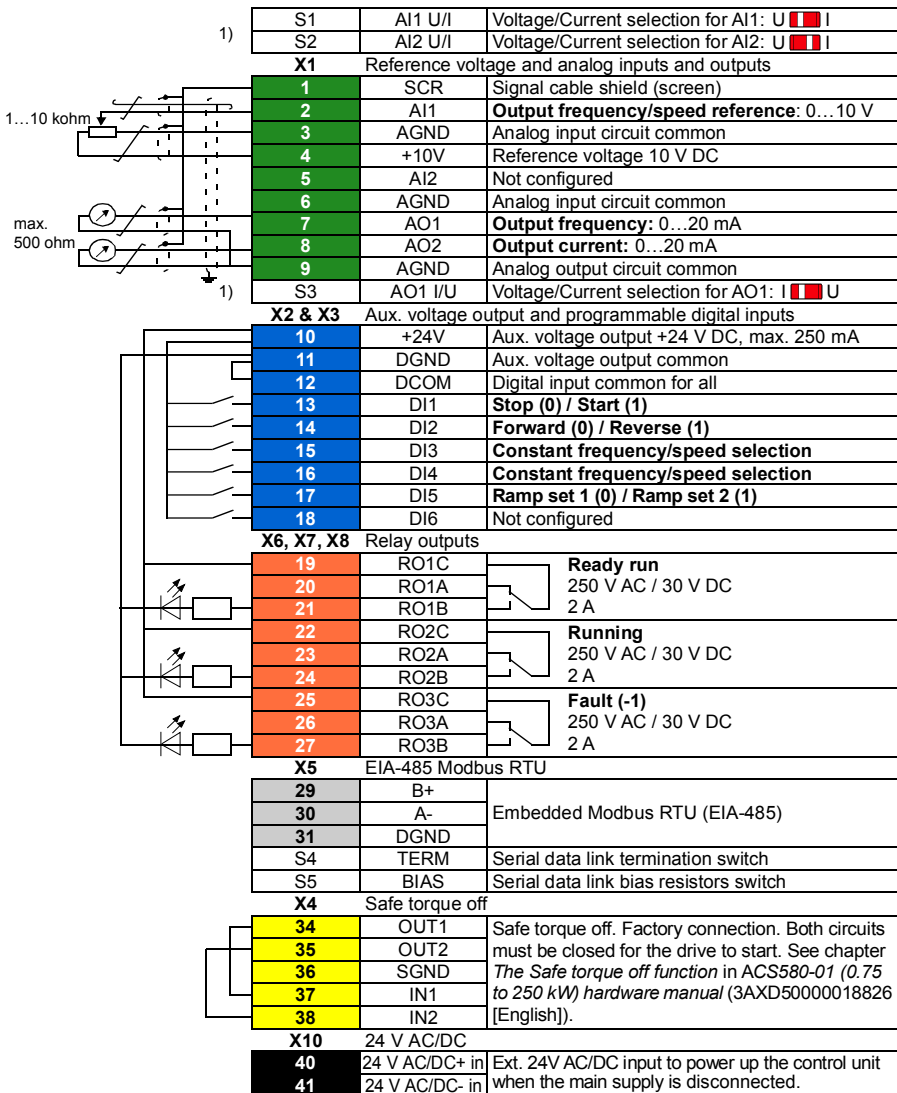 S1 AI1 U/I Voltage/Current selection for AI1: U I
1)
S2 AI2 U/I Voltage/Current selection for AI2: U I
X1 Reference voltage and analog inputs and outputs
1 SCR Signal cable shield (screen)
2 AI1 Output frequency/speed reference: 0…10 V
1…10 kohm
3 AGND Analog input circuit common
4 +10V Reference voltage 10 V DC
5 AI2 Not configured
6 AGND Analog input circuit common
7 AO1 Output frequency: 0…20 mA
max.
500 ohm
8 AO2 Output current: 0…20 mA
9 AGND Analog output circuit common
1) S3 AO1 I/U Voltage/Current selection for AO1: I U
X2 & X3 Aux. voltage output and programmable digital inputs
10 +24V Aux. voltage output +24 V DC, max. 250 mA
11 DGND Aux. voltage output common
12 DCOM Digital input common for all
13 DI1 Stop (0) / Start (1)
14 DI2 Forward (0) / Reverse (1)
15 DI3 Constant frequency/speed selection
16 DI4 Constant frequency/speed selection
17 DI5 Ramp set 1 (0) / Ramp set 2 (1)
18 DI6 Not configured
X6, X7, X8 Relay outputs
19 RO1C Ready run
20 RO1A 250 V AC / 30 V DC
21 RO1B 2 A
22 RO2C Running
23 RO2A 250 V AC / 30 V DC
24 RO2B 2 A
25 RO3C Fault (-1)
26 RO3A 250 V AC / 30 V DC
27 RO3B 2 A
X5 EIA-485 Modbus RTU
29 B+
30 A- Embedded Modbus RTU (EIA-485)
31 DGND
S4 TERM Serial data link termination switch
S5 BIAS Serial data link bias resistors switch
X4 Safe torque off
34 OUT1 Safe torque off. Factory connection. Both circuits
35 OUT2 must be closed for the drive to start. See chapter
36 SGND The Safe torque off function in ACS580-01 (0.75
37 IN1 to 250 kW) hardware manual (3AXD50000018826
38 IN2 [English]).
X10 24 V AC/DC
40 24 V AC/DC+ in Ext. 24V AC/DC input to power up the control unit
41 24 V AC/DC- in when the main supply is disconnected.